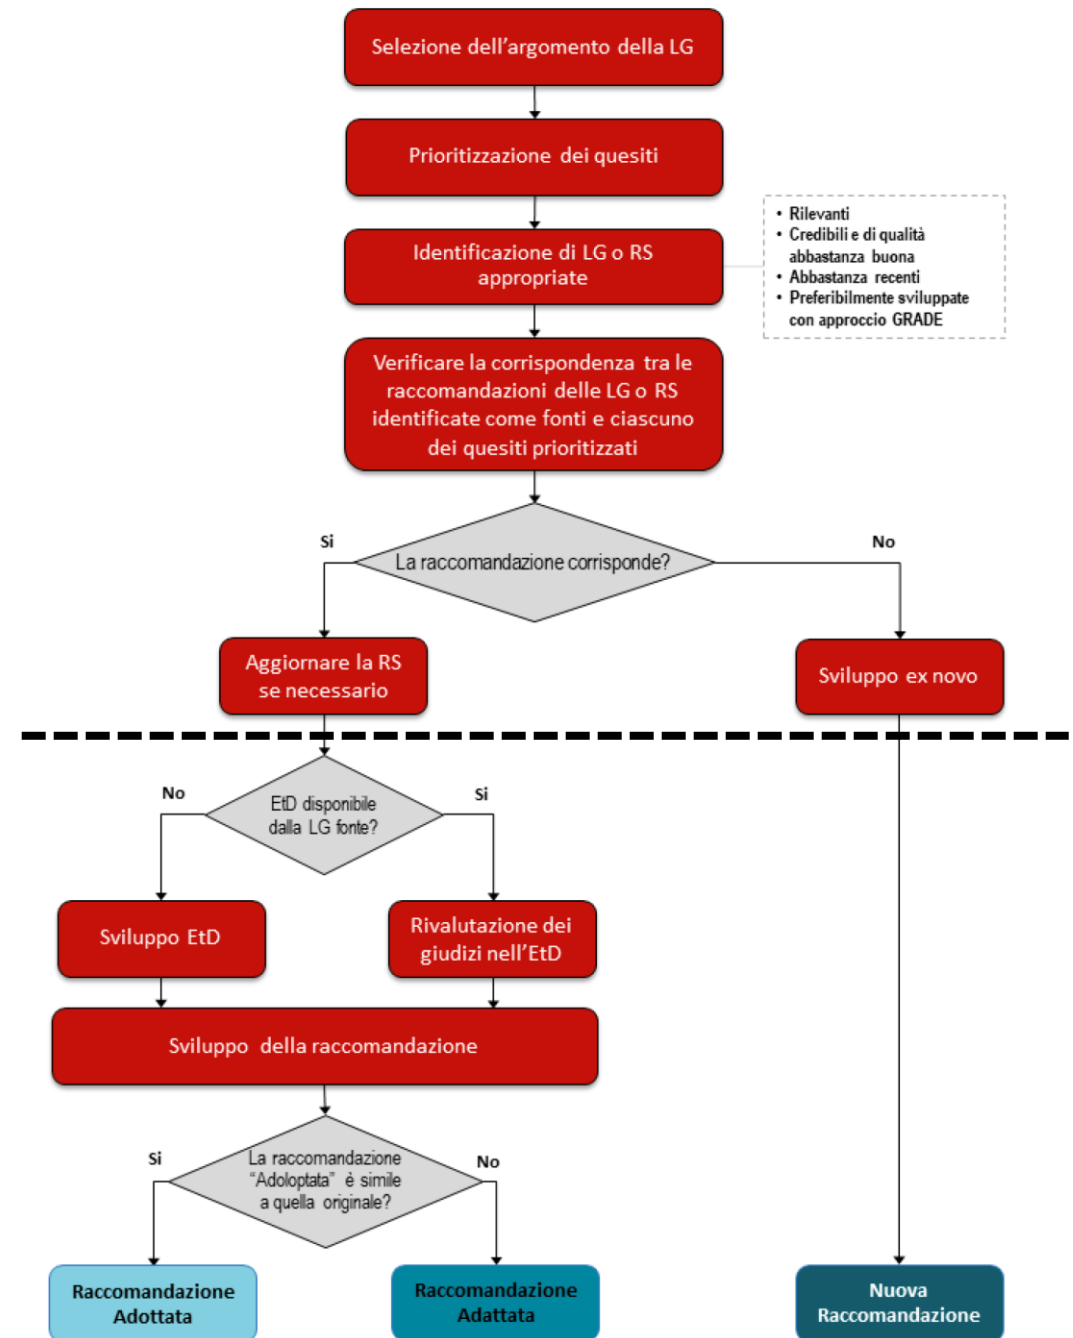 Selezione dell'argomento della LG
Prioritizzazione dei quesiti
Identificazione di LG o RS
appropriate
• Rilevanti
• Credibili e di qualità
abbastanza buona
• Abbastanza recenti
• Preferibilmente sviluppate
con approccio GRADE
Verificare la corrispondenza tra le
raccomandazioni delle LG o RS
identificate come fonti e ciascuno
dei quesiti prioritizzati
Si
No
La raccomandazione corrisponde?
Aggiornare la RS
se necessario
Sviluppo ex novo
No
Si
EtD disponibile
dalla LG fonte?
Sviluppo EtD
Rivalutazione dei
giudizi nell'EtD
Sviluppo della raccomandazione
Si
No
La raccomandazione
"Adoloptata" è simile
a quella originale?
Raccomandazione
Adottata
Raccomandazione
Adattata
Nuova
Raccomandazione